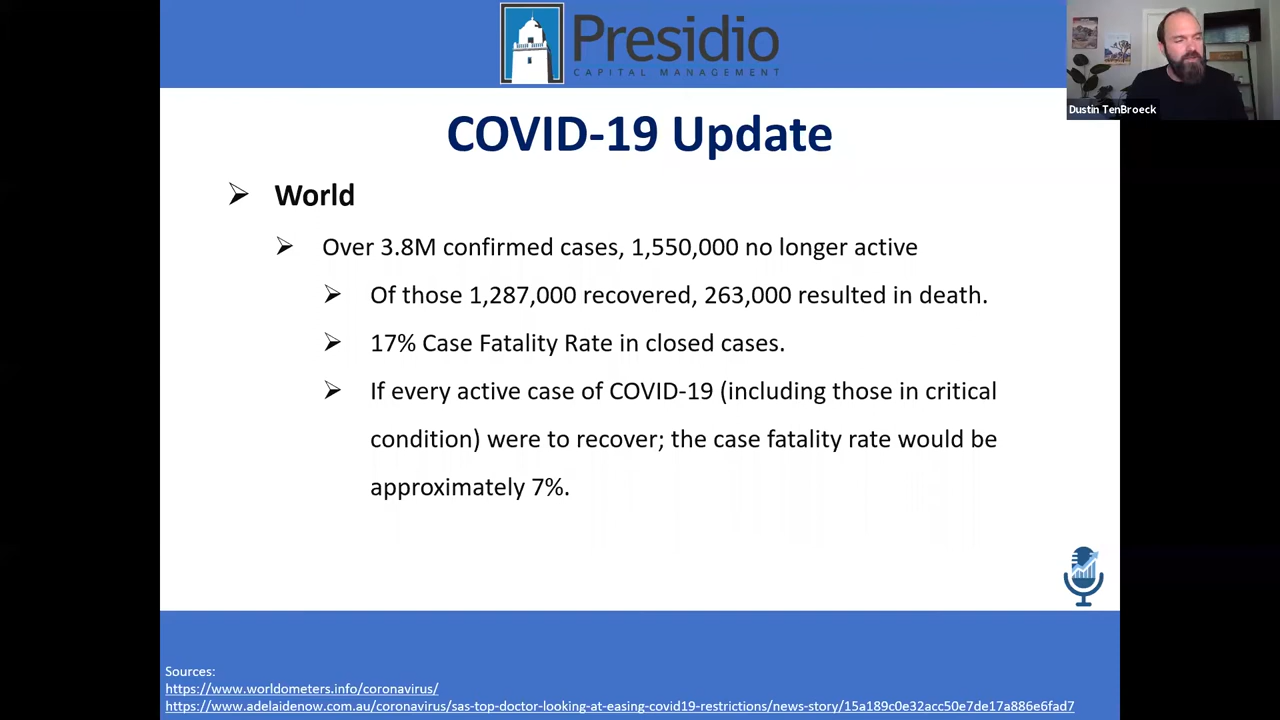 Presidio
CAPITAL MANAGEMENT
Dustin TenBroeck
COVID-19 Update
World
Over 3.8M confirmed cases, 1,550,000 no longer active
Of those 1,287,000 recovered, 263,000 resulted in death.
17% Case Fatality Rate in closed cases.
If every active case of COVID-19 (including those in critical
condition) were to recover; the case fatality rate would be
approximately 7%.
Sources:
https://www.worldometers.info/coronavirus/
https://www.adelaidenow.com.au/coronavirus/sas-top-doctor-looking-at-easing-covid19-restrictions/news-story/15a189c0e32acc50e7de17a886e6fad7